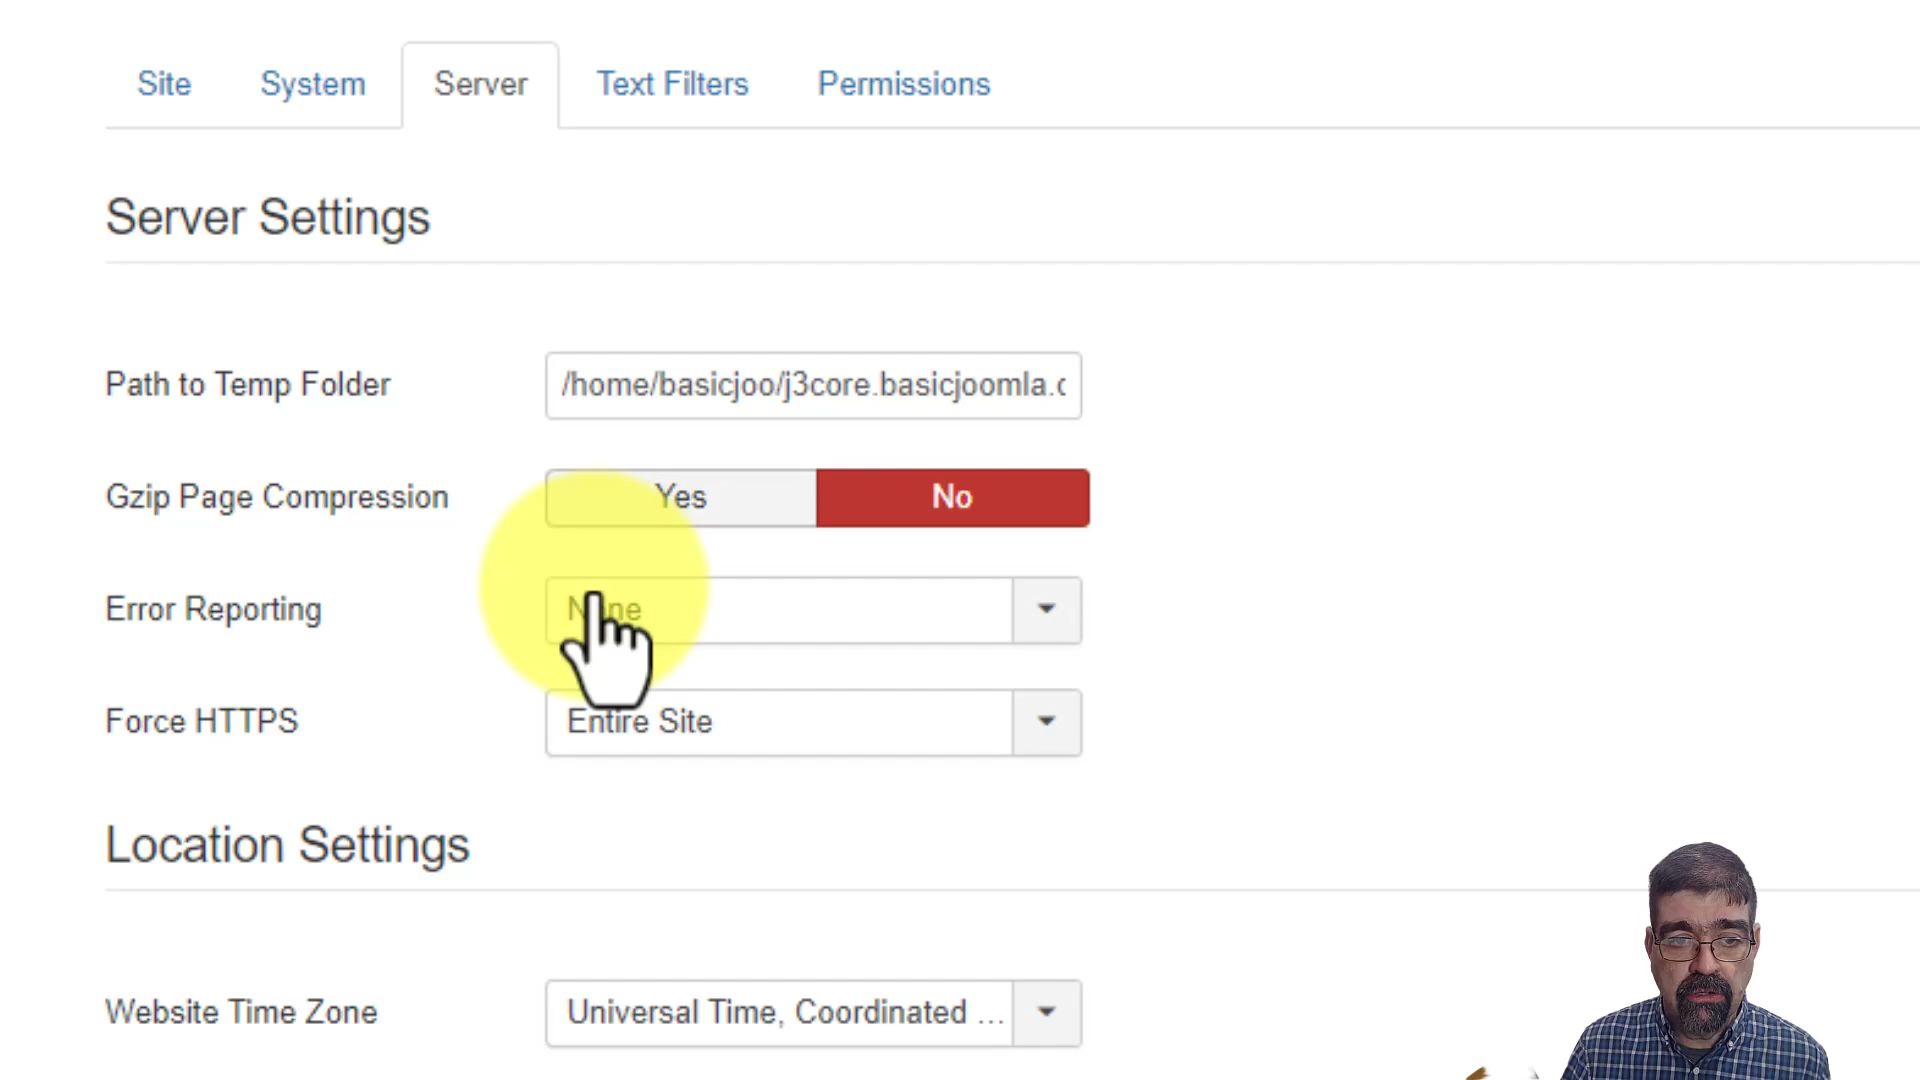 Site System Server Text Filters Permissions
Server Settings
Path to Temp Folder /home/basicjoo/j3core.basicjoomla.c
Gzip Page Compression Yes No
Error Reporting None
Force HTTPS Entire Site
Location Settings
Website Time Zone Universal Time, Coordinated ...